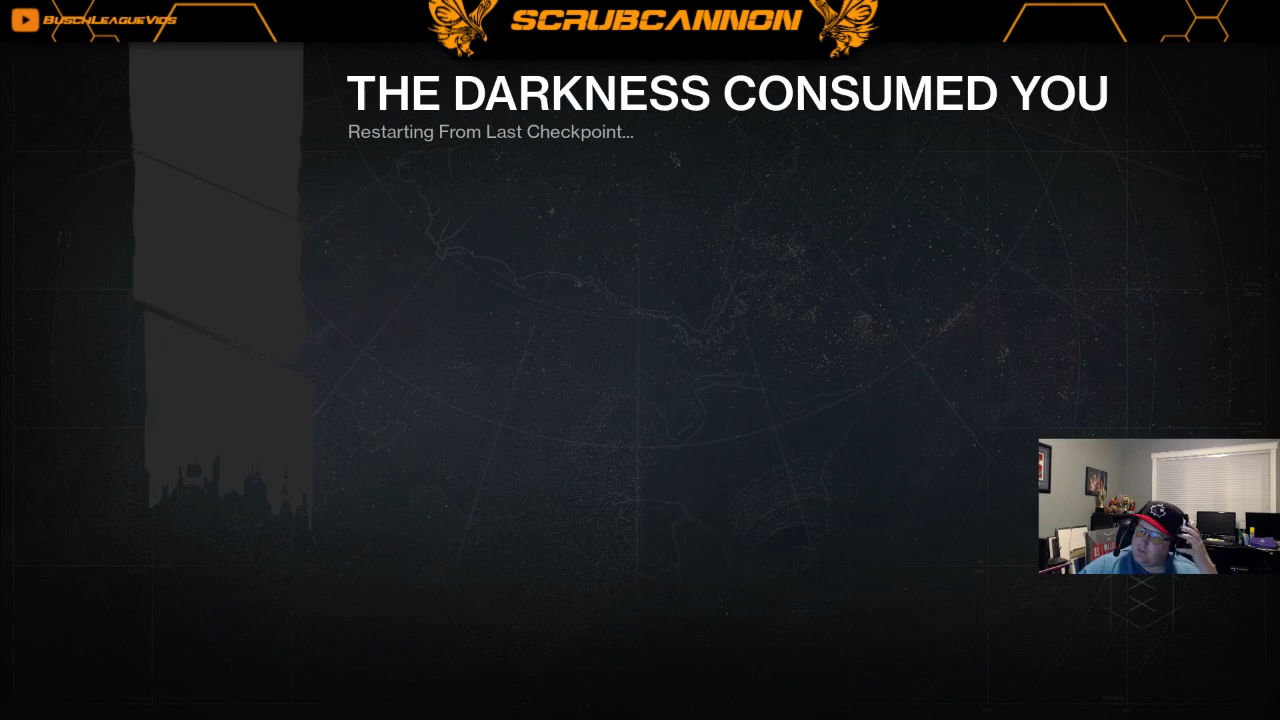 BuschLeagueVids
SCRUBCANNON
THE DARKNESS CONSUMED YOU
Restarting From Last Checkpoint...